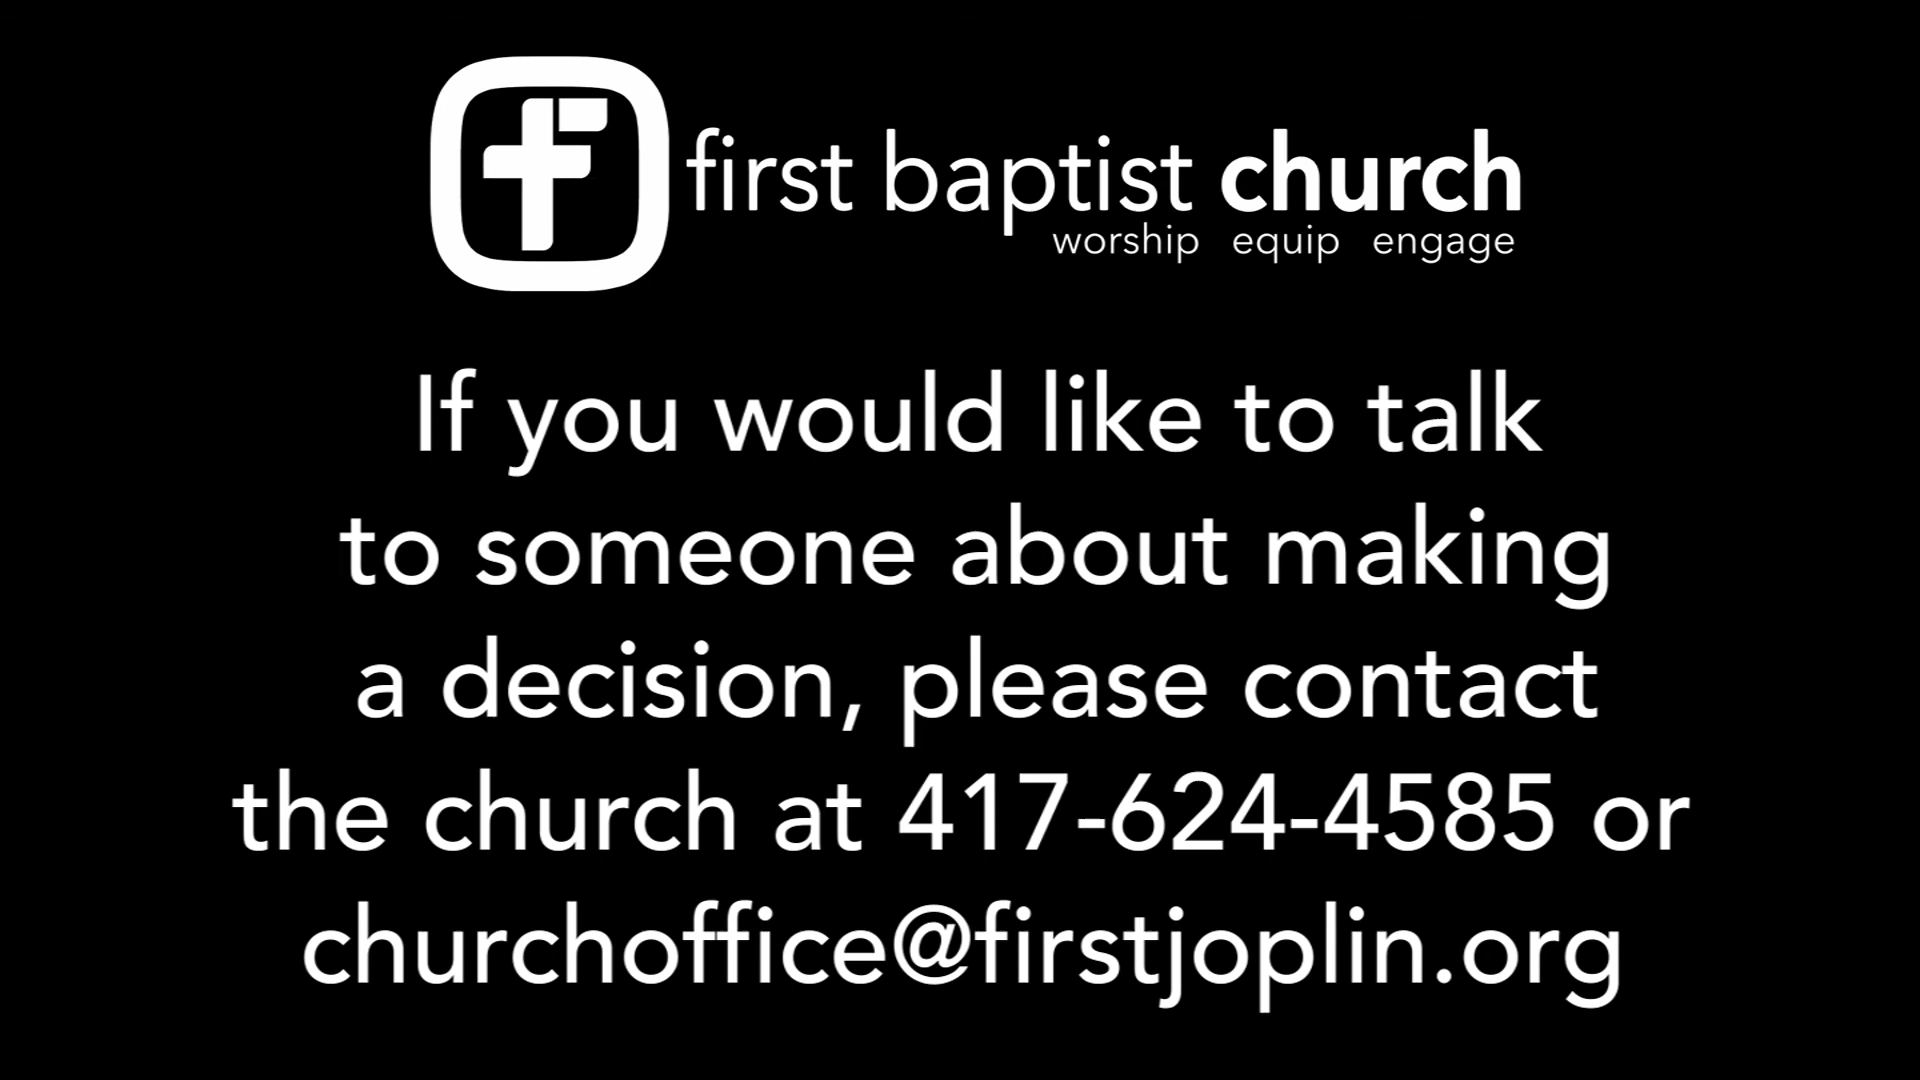 first baptist church
worship equip engage
If you would like to talk
to someone about making
a decision, please contact
the church at 417-624-4585 or
churchoffice@firstjoplin.org